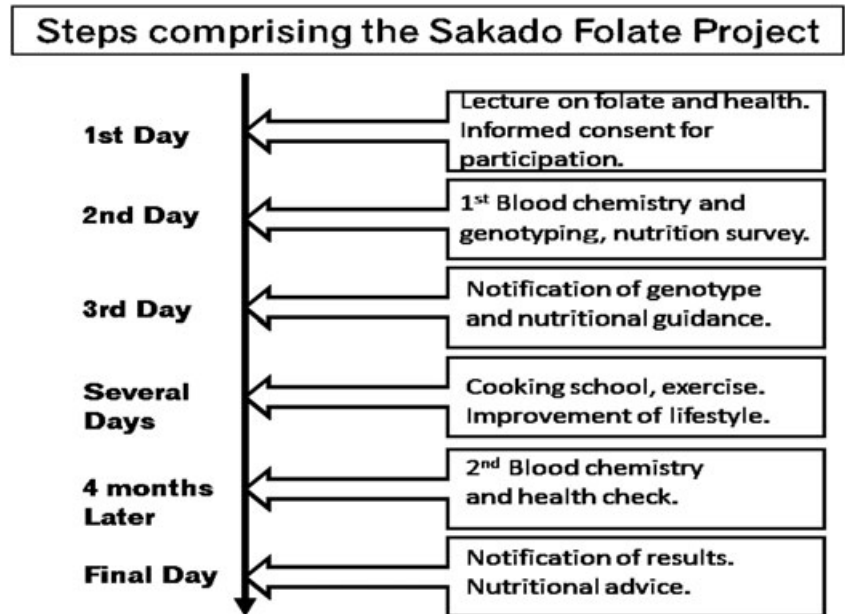 Steps comprising the Sakado Folate Project
1st Day
Lecture on folate and health.
Informed consent for
participation.
2nd Day
1st Blood chemistry and
genotyping, nutrition survey.
3rd Day
Notification of genotype
and nutritional guidance.
Several
Days
Cooking school, exercise.
Improvement of lifestyle.
4 months
Later
2nd Blood chemistry
and health check.
Final Day
Notification of results.
Nutritional advice.